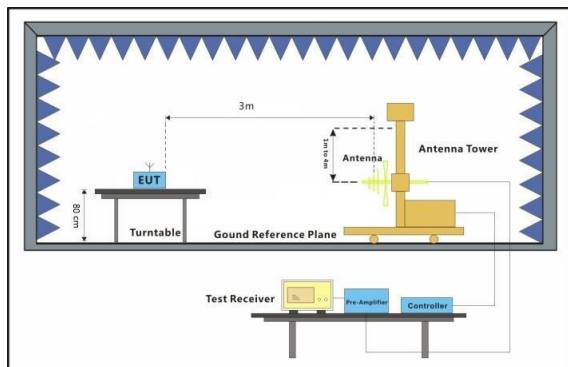 3m
1m to 4m
Antenna
Antenna Tower
EUT
80 cm
Turntable
Gound Reference Plane
Test Receiver
Pre-Amplifier
Controller